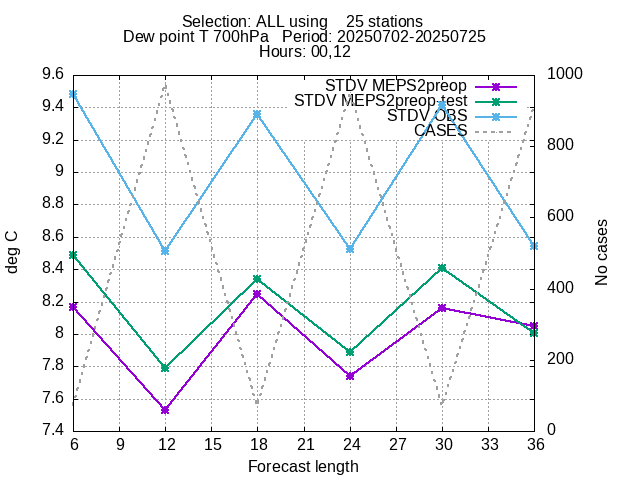 Selection: ALL using    25 stations
Dew point T 700hPa   Period: 20250702-20250725
Hours: 00,12
STDV MEPS2preop
STDV MEPS2preop_test
STDV OBS
CASES
9.6
9.4
9.2
9
8.8
8.6
8.4
8.2
8
7.8
7.6
7.4
deg C
1000
800
600
400
200
0
No cases
6 9 12 15 18 21 24 27 30 33 36
Forecast length